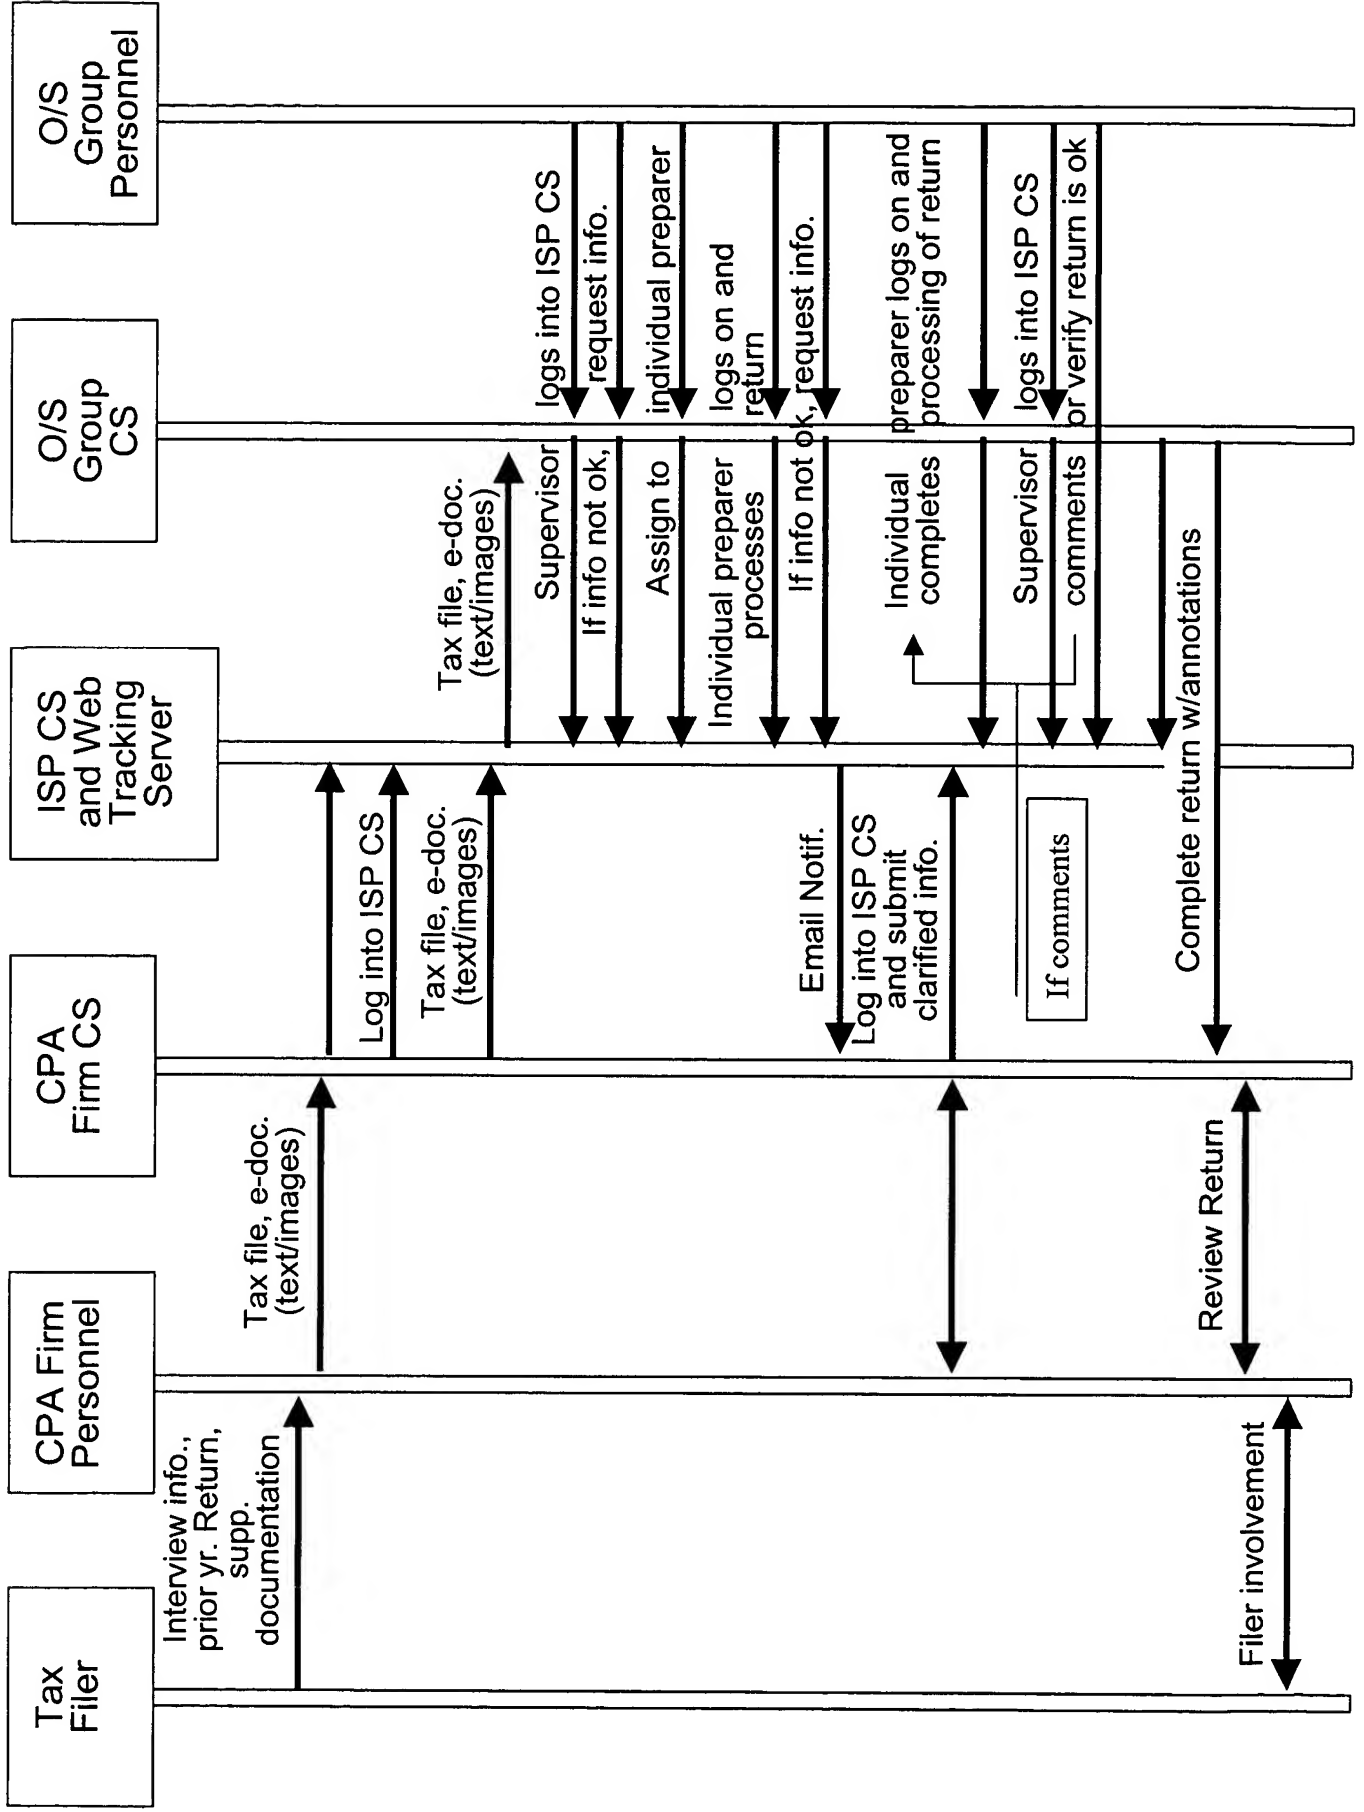 Tax
Filer
CPA Firm
Personnel
CPA
Firm CS
ISP CS
and Web
Tracking
Server
O/S
Group
CS
O/S
Group
Personnel
Interview info.,
prior yr. Return,
supp.
documentation
Tax file, e-doc.
(text/images)
Log into ISP CS
Tax file, e-doc.
(text/images)
Tax file, e-doc.
(text/images)
Supervisor logs into ISP CS
If info not ok, request info.
Assign to individual preparer
Individual preparer logs on and
processes return
If info not ok, request info.
Email Notif.
Log into ISP CS
and submit
clarified info.
Individual preparer logs on and
completes processing of return
Supervisor logs into ISP CS
comments or verify return is ok
If comments
Complete return w/annotations
Review Return
Filer involvement